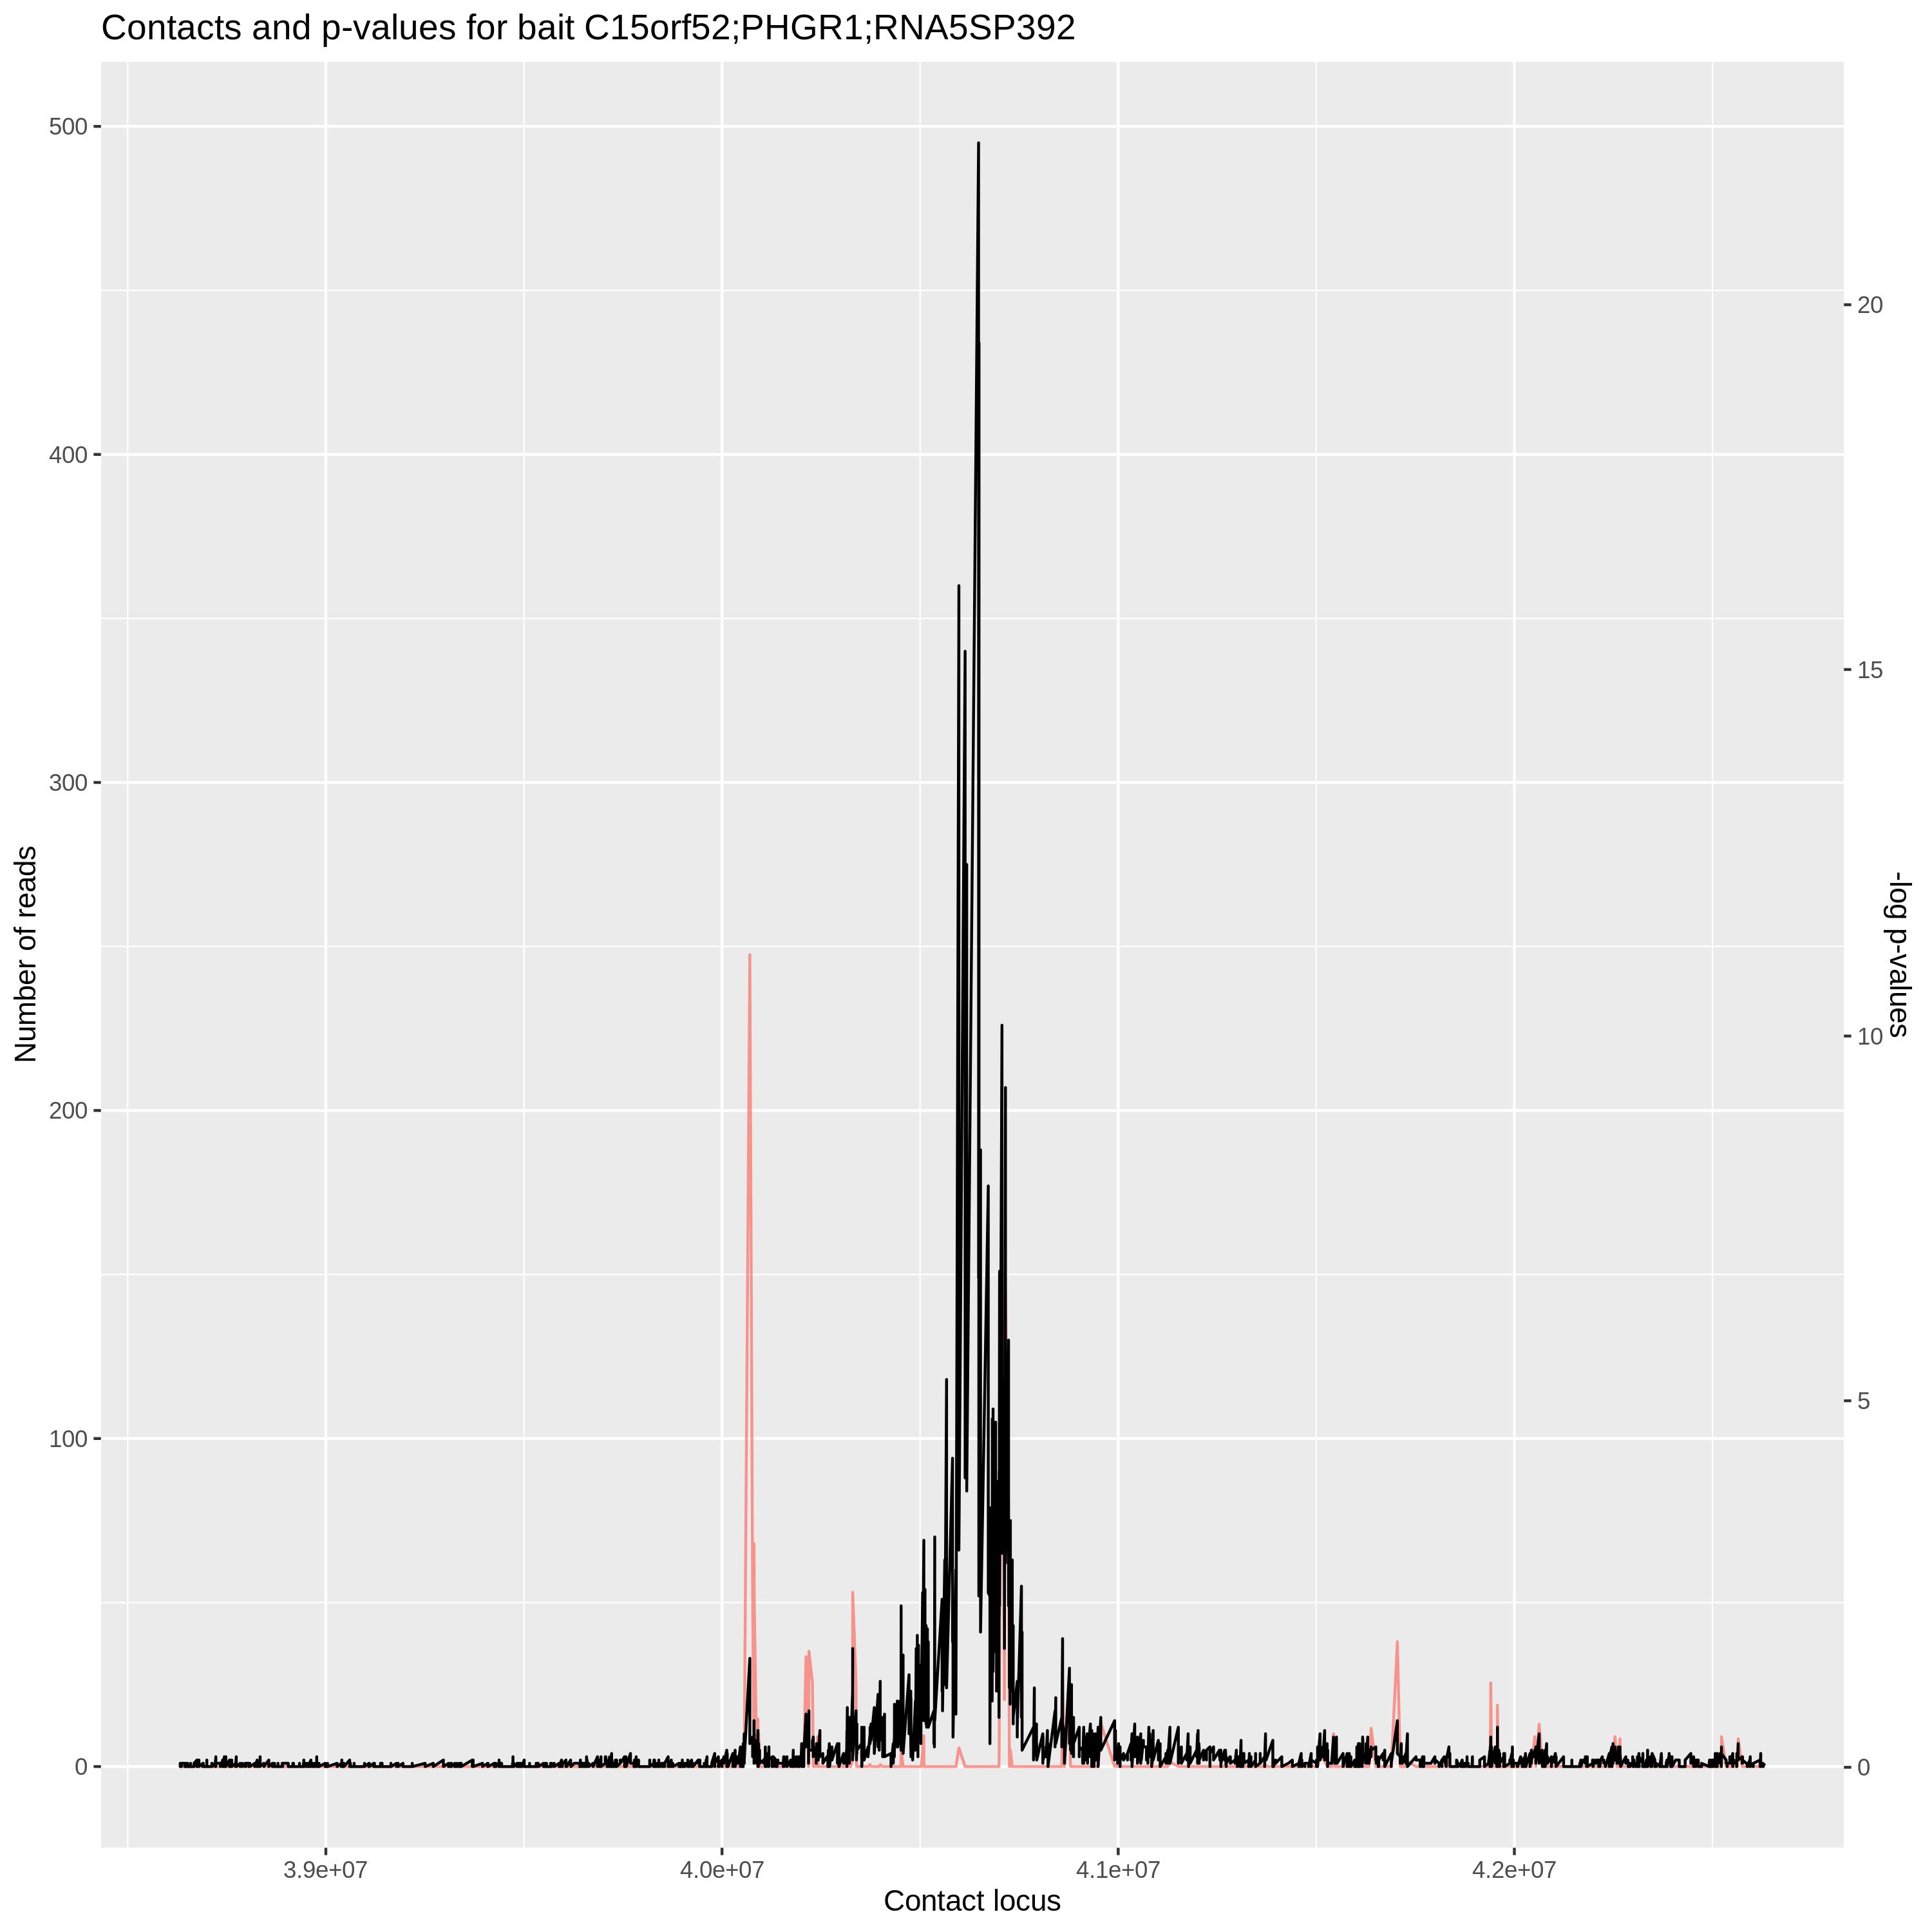 Contacts and p-values for bait C15orf52;PHGR1;RNA5SP392
500
400
300
200
100
0
Number of reads
20
15
10
5
0
-log p-values
3.9e+07
4.0e+07
4.1e+07
4.2e+07
Contact locus